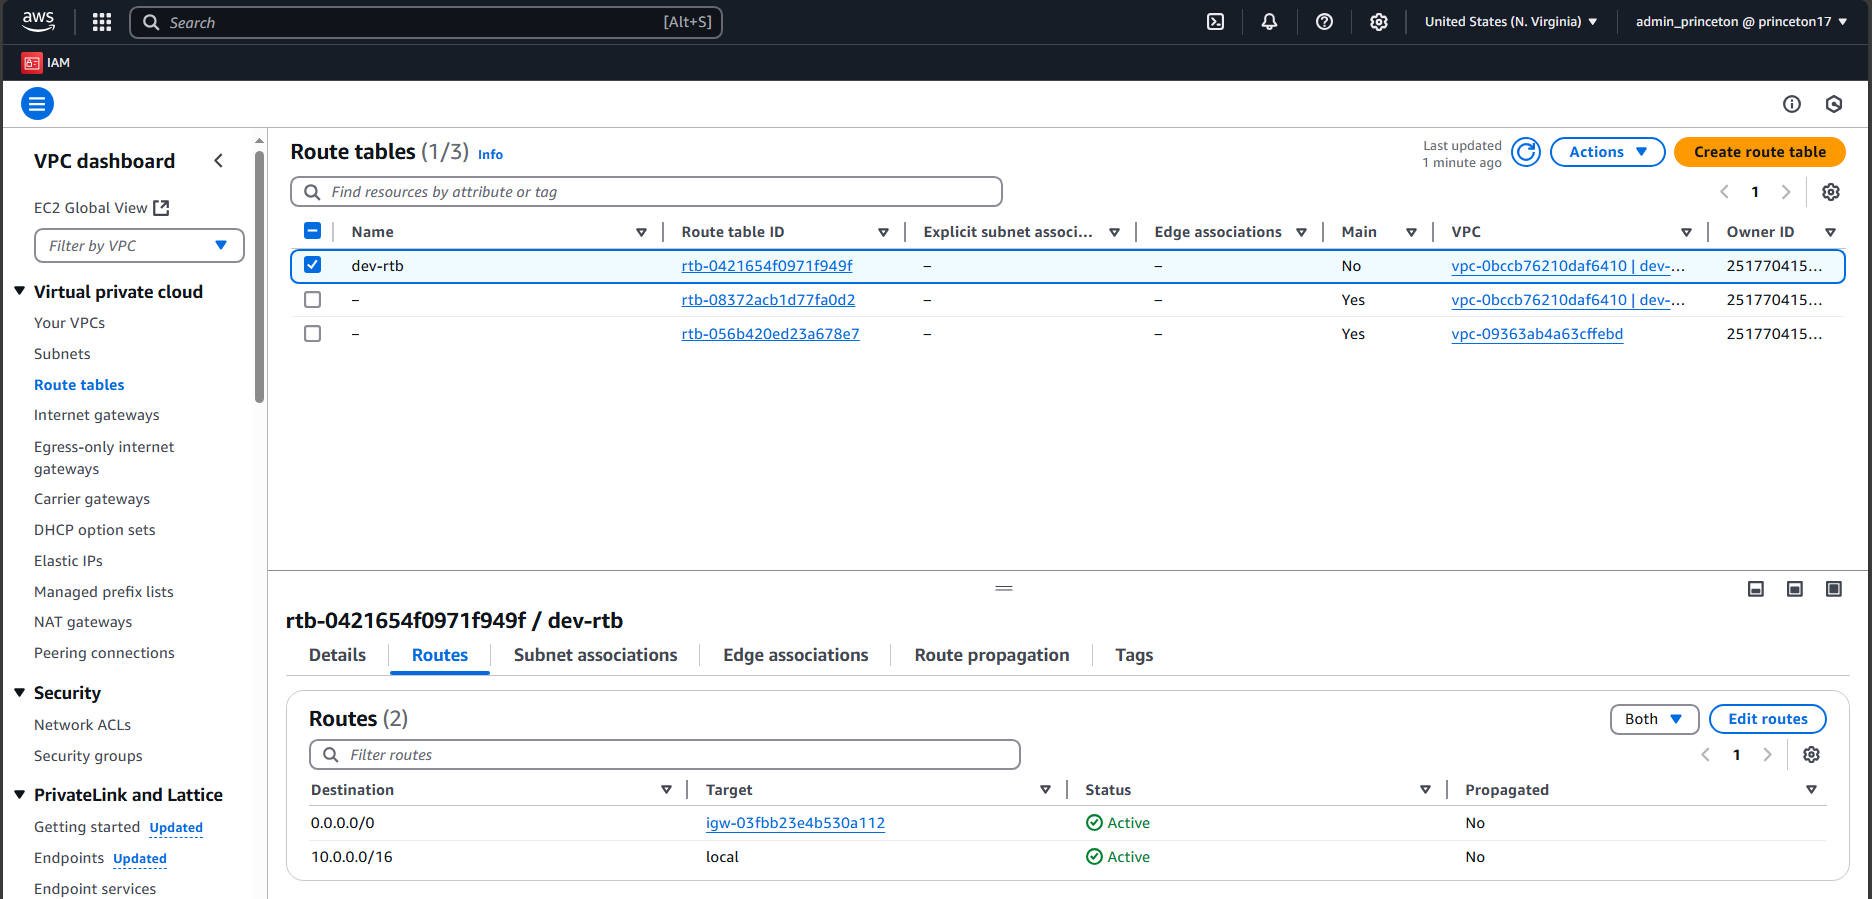 aws
Search [Alt+S]
United States (N. Virginia)
admin_princeton @ princeton17
IAM
VPC dashboard
EC2 Global View
Filter by VPC
Virtual private cloud
Your VPCs
Subnets
Route tables
Internet gateways
Egress-only internet
gateways
Carrier gateways
DHCP option sets
Elastic IPs
Managed prefix lists
NAT gateways
Peering connections
Security
Network ACLs
Security groups
PrivateLink and Lattice
Getting started Updated
Endpoints Updated
Endpoint services
Route tables (1/3) Info
Last updated
1 minute ago
Actions
Create route table
Find resources by attribute or tag
1
Name Route table ID Explicit subnet associ... Edge associations Main VPC Owner ID
dev-rtb rtb-0421654f0971f949f – – No vpc-0bccb76210daf6410 | dev-... 251770415...
– rtb-08372acb1d77fa0d2 – – Yes vpc-0bccb76210daf6410 | dev-... 251770415...
– rtb-056b420ed23a678e7 – – Yes vpc-09363ab4a63cffebd 251770415...
rtb-0421654f0971f949f / dev-rtb
Details Routes Subnet associations Edge associations Route propagation Tags
Routes (2)
Both
Edit routes
Filter routes
1
Destination Target Status Propagated
0.0.0.0/0 igw-03fbb23e4b530a112 Active No
10.0.0.0/16 local Active No